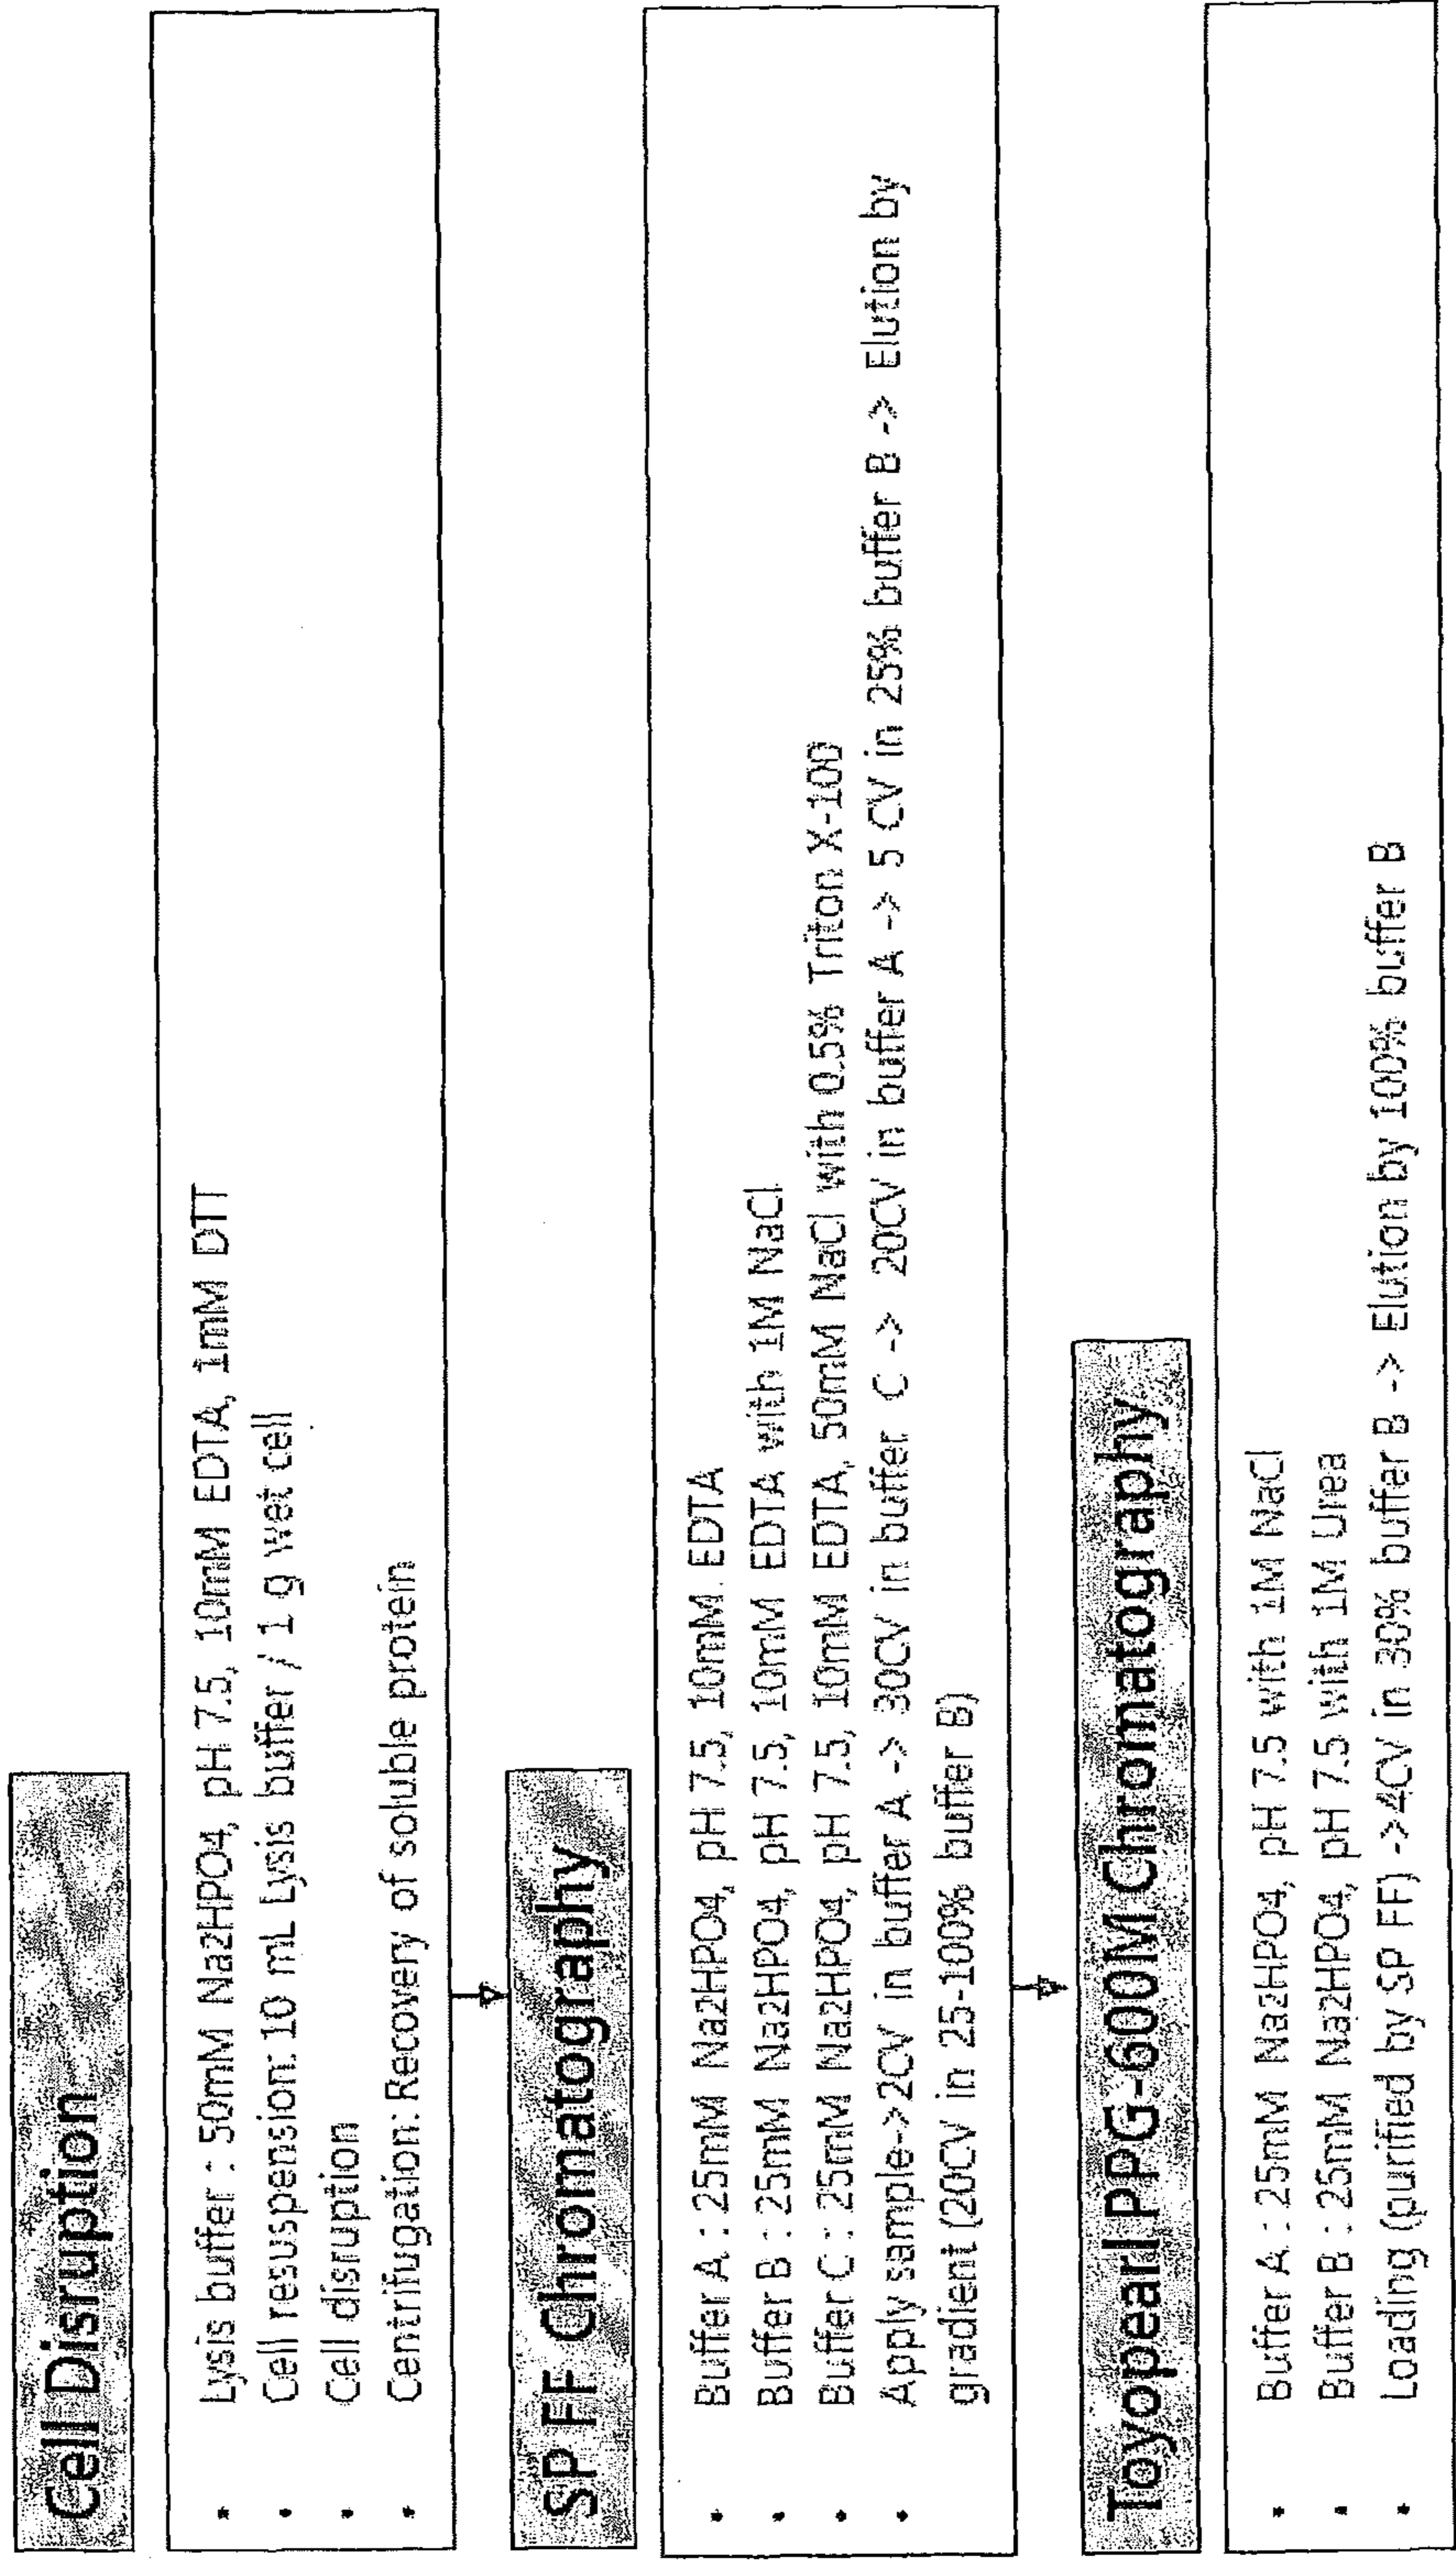 Cell Disruption
• Lysis buffer : 50mM Na2HPO4, pH 7.5, 10mM EDTA, 1mM DTT
• Cell resuspension: 10 mL Lysis buffer / 1 g wet cell
• Cell disruption
• Centrifugation: Recovery of soluble protein
SP FF Chromatography
• Buffer A : 25mM Na2HPO4, pH 7.5, 10mM EDTA
• Buffer B : 25mM Na2HPO4, pH 7.5, 10mM EDTA with 1M NaCl
• Buffer C : 25mM Na2HPO4, pH 7.5, 10mM EDTA, 50mM NaCl with 0.5% Triton X-100
• Apply sample->2CV in buffer A -> 30CV in buffer C -> 20CV in buffer A -> 5 CV in 25% buffer B -> Elution by
gradient (20CV in 25-100% buffer B)
Toyopearl PPG-600M Chromatography
• Buffer A : 25mM Na2HPO4, pH 7.5 with 1M NaCl
• Buffer B : 25mM Na2HPO4, pH 7.5 with 1M Urea
• Loading (purified by SP FF) ->4CV in 30% buffer B -> Elution by 100% buffer B